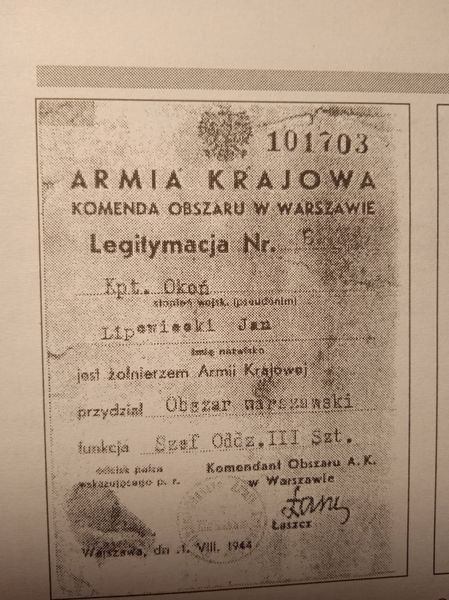 101703
ARMIA KRAJOWA
KOMENDA OBSZARU W WARSZAWIE
Legitymacja Nr.
Kpt. Okoń
stopień wojsk. (pseudonim)
Lipowiecki Jan
imię nazwisko
jest żołnierzem Armii Krajowej
przydział Obszar warszawski
funkcja Szef Oddz.III Szt.
odcisk palca
wskazującego p. r.
Komendant Obszaru A. K.
w Warszawie
Łaszcz
Warszawa, dn 1. VIII. 1944